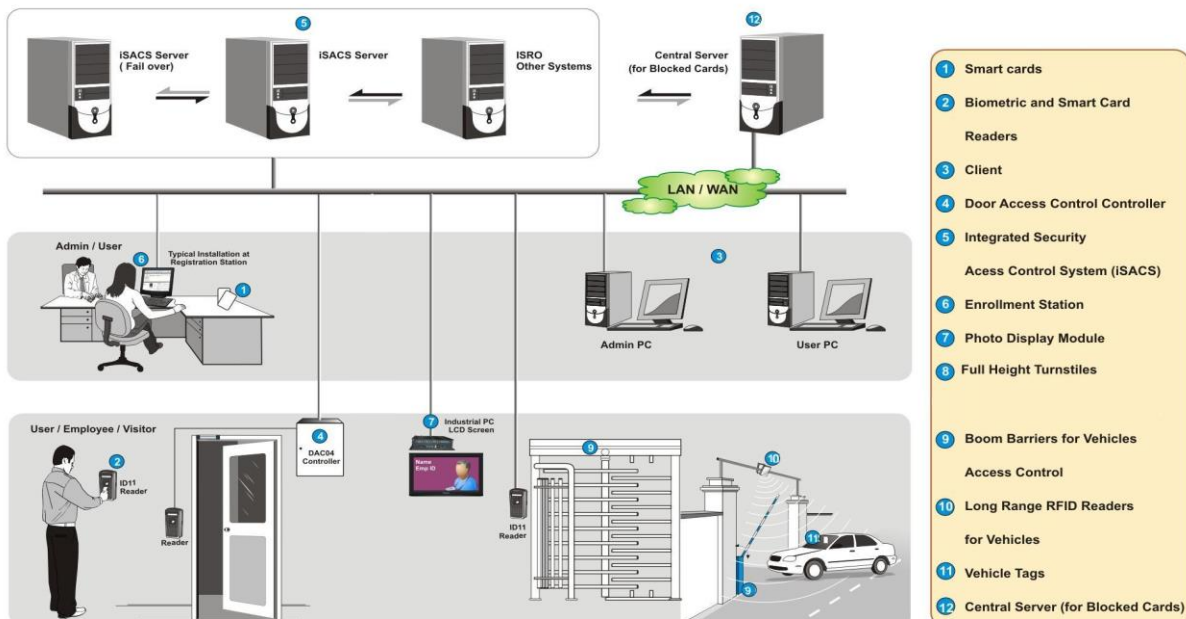 5
12
iSACS Server
( Fail over)
iSACS Server
ISRO
Other Systems
Central Server
(for Blocked Cards)
LAN / WAN
Admin / User
6
Typical Installation at
Registration Station
1
3
Admin PC
User PC
User / Employee / Visitor
2
ID11
Reader
Reader
4
DAC04
Controller
7
Industrial PC
LCD Screen
Name
Emp ID
ID11
Reader
9
10
11
9
1 Smart cards
2 Biometric and Smart Card
Readers
3 Client
4 Door Access Control Controller
5 Integrated Security
Acess Control System (iSACS)
6 Enrollment Station
7 Photo Display Module
8 Full Height Turnstiles
9 Boom Barriers for Vehicles
Access Control
10 Long Range RFID Readers
for Vehicles
11 Vehicle Tags
12 Central Server (for Blocked Cards)